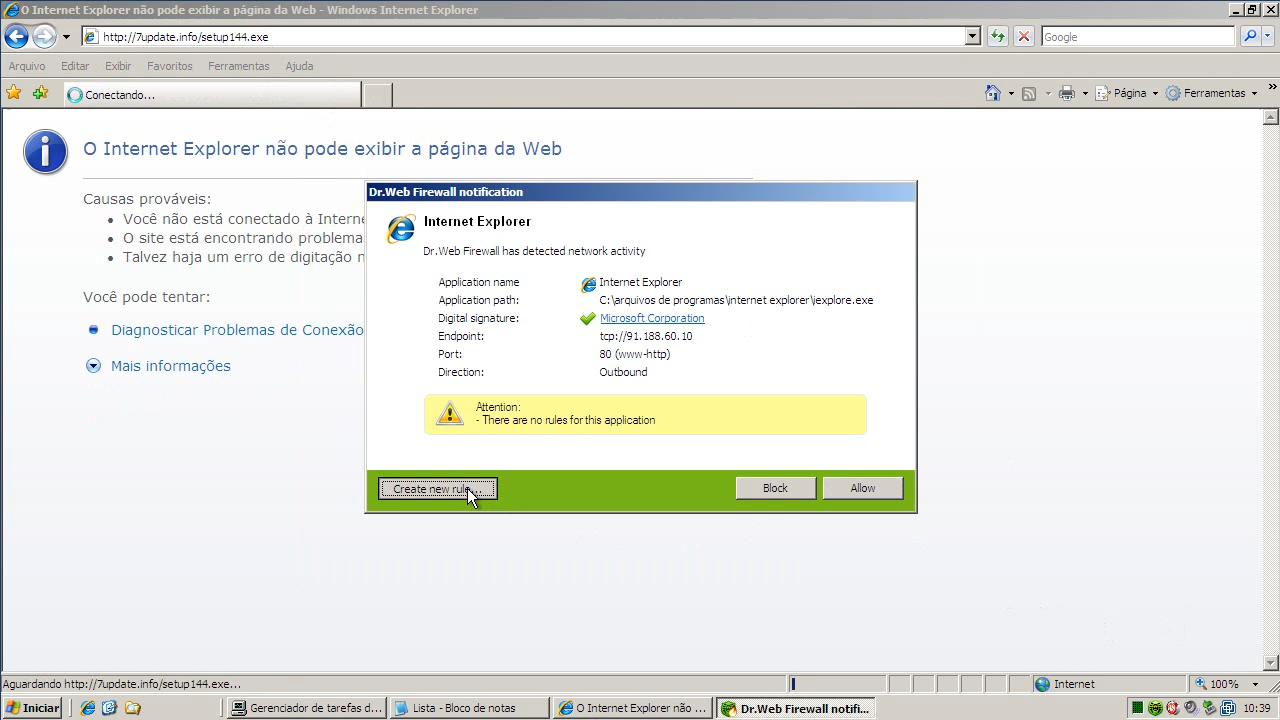 O Internet Explorer não pode exibir a página da Web - Windows Internet Explorer
http://7update.info/setup144.exe
Google
Arquivo Editar Exibir Favoritos Ferramentas Ajuda
Conectando...
Página Ferramentas
O Internet Explorer não pode exibir a página da Web
Causas prováveis:
Você não está conectado à Interne
O site está encontrando problema
Talvez haja um erro de digitação n
Você pode tentar:
Diagnosticar Problemas de Conexão
Mais informações
Dr.Web Firewall notification
Internet Explorer
Dr.Web Firewall has detected network activity
Application name Internet Explorer
Application path: C:\arquivos de programas\internet explorer\iexplore.exe
Digital signature: Microsoft Corporation
Endpoint: tcp://91.188.60.10
Port: 80 (www-http)
Direction: Outbound
Attention:
- There are no rules for this application
Create new rule...
Block
Allow
Aguardando http://7update.info/setup144.exe...
Internet
100%
Iniciar
Gerenciador de tarefas d...
Lista - Bloco de notas
O Internet Explorer não ...
Dr.Web Firewall notifi...
10:39